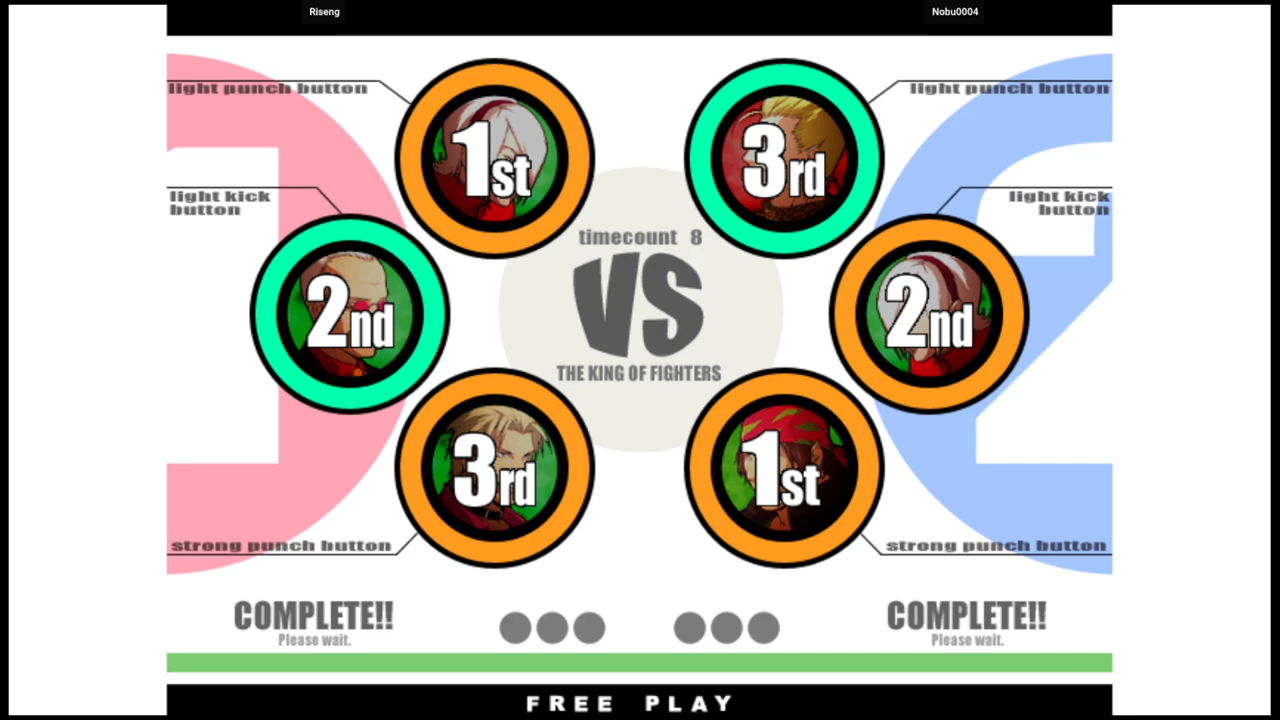 Riseng
Nobu0004
light punch button
light punch button
1st
3rd
light kick
button
light kick
button
timecount 8
VS
THE KING OF FIGHTERS
2nd
2nd
3rd
1st
strong punch button
strong punch button
COMPLETE!!
Please wait.
COMPLETE!!
Please wait.
FREE PLAY